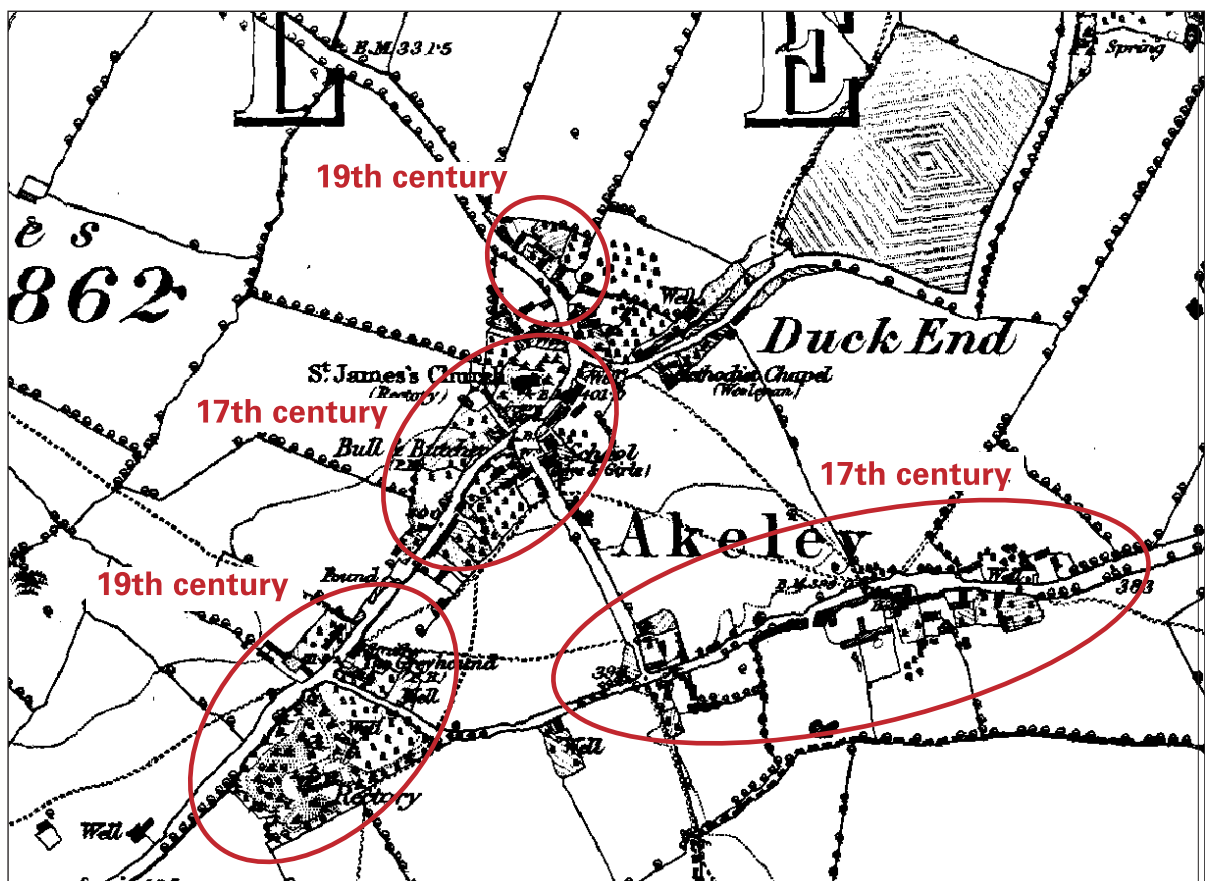 L E
B.M. 331·5
Spring
19th century
es
862
Well
Duck End
St. James's Church
(Rectory)
Methodist Chapel
(Wesleyan)
17th century
Bull & Butcher
(P.H.)
School
(Boys & Girls)
17th century
Akeley
19th century
Pound
Well
383
Smithy
The Greyhound
(P.H.)
Well
Well
Well
Rectory
Well